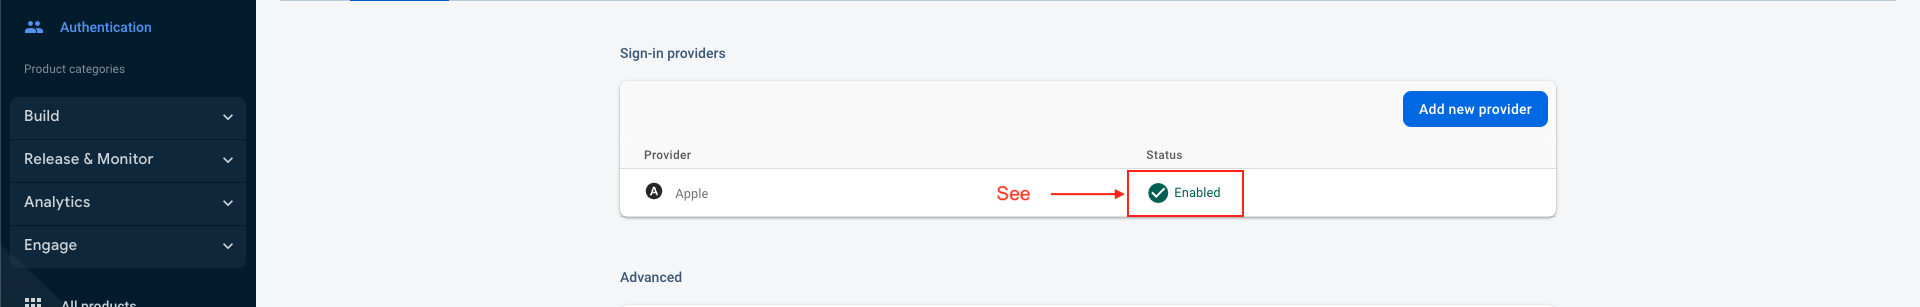 Authentication
Product categories
Build
Release & Monitor
Analytics
Engage
All products
Sign-in providers
Add new provider
Provider Status
A Apple See Enabled
Advanced